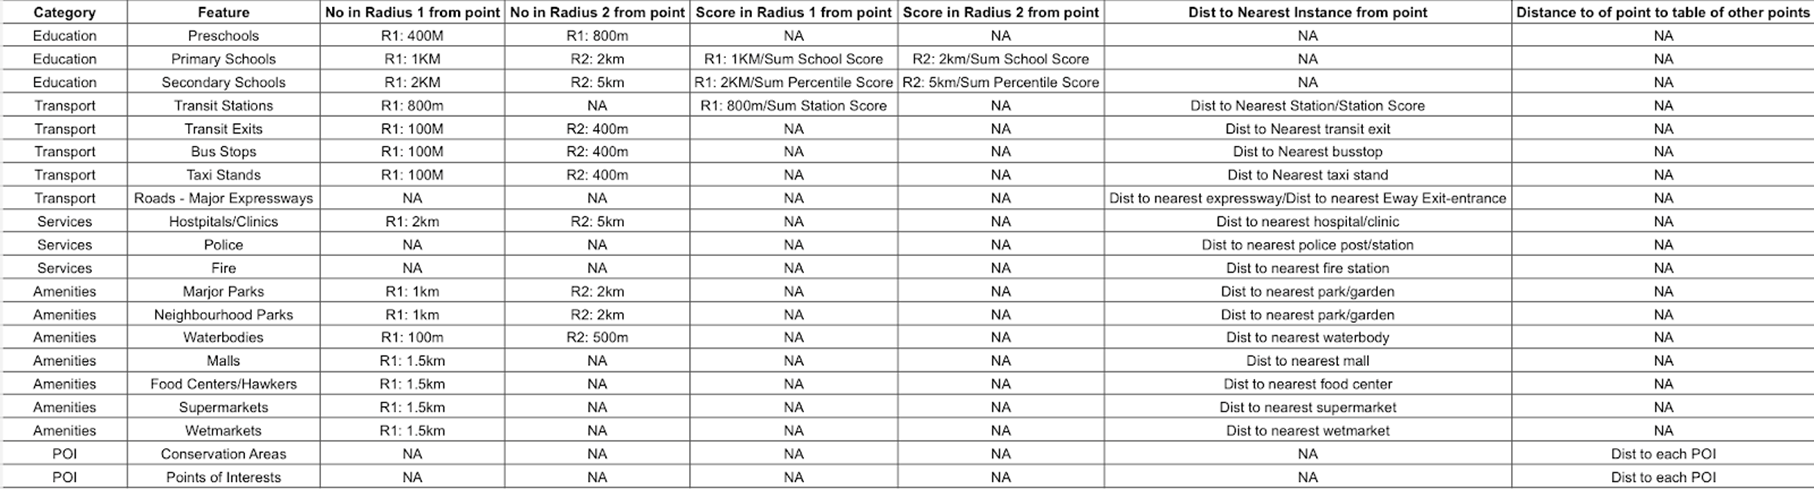 Category Feature No in Radius 1 from point No in Radius 2 from point Score in Radius 1 from point Score in Radius 2 from point Dist to Nearest Instance from point Distance to of point to table of other points
Education Preschools R1: 400M R1: 800m NA NA NA NA
Education Primary Schools R1: 1KM R2: 2km R1: 1KM/Sum School Score R2: 2km/Sum School Score NA NA
Education Secondary Schools R1: 2KM R2: 5km R1: 2KM/Sum Percentile Score R2: 5km/Sum Percentile Score NA NA
Transport Transit Stations R1: 800m NA R1: 800m/Sum Station Score NA Dist to Nearest Station/Station Score NA
Transport Transit Exits R1: 100M R2: 400m NA NA Dist to Nearest transit exit NA
Transport Bus Stops R1: 100M R2: 400m NA NA Dist to Nearest busstop NA
Transport Taxi Stands R1: 100M R2: 400m NA NA Dist to Nearest taxi stand NA
Transport Roads - Major Expressways NA NA NA NA Dist to nearest expressway/Dist to nearest Eway Exit-entrance NA
Services Hostpitals/Clinics R1: 2km R2: 5km NA NA Dist to nearest hospital/clinic NA
Services Police NA NA NA NA Dist to nearest police post/station NA
Services Fire NA NA NA NA Dist to nearest fire station NA
Amenities Marjor Parks R1: 1km R2: 2km NA NA Dist to nearest park/garden NA
Amenities Neighbourhood Parks R1: 1km R2: 2km NA NA Dist to nearest park/garden NA
Amenities Waterbodies R1: 100m R2: 500m NA NA Dist to nearest waterbody NA
Amenities Malls R1: 1.5km NA NA NA Dist to nearest mall NA
Amenities Food Centers/Hawkers R1: 1.5km NA NA NA Dist to nearest food center NA
Amenities Supermarkets R1: 1.5km NA NA NA Dist to nearest supermarket NA
Amenities Wetmarkets R1: 1.5km NA NA NA Dist to nearest wetmarket NA
POI Conservation Areas NA NA NA NA NA Dist to each POI
POI Points of Interests NA NA NA NA NA Dist to each POI